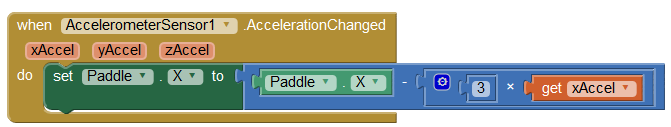 when AccelerometerSensor1 .AccelerationChanged
xAccel yAccel zAccel
do set Paddle . X to Paddle . X - 3 × get xAccel